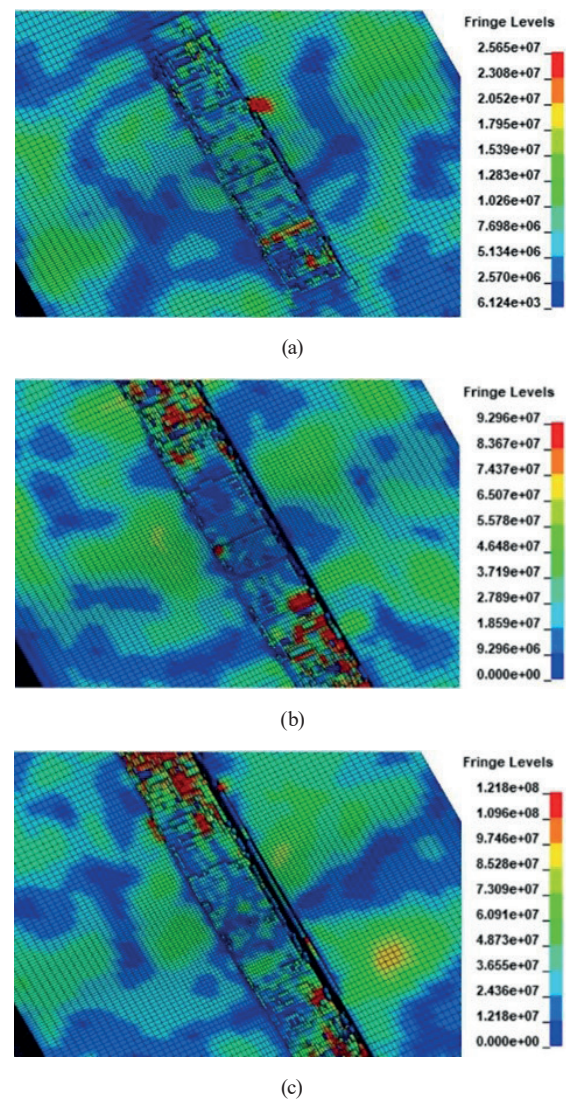 Fringe Levels
2.565e+07
2.308e+07
2.052e+07
1.795e+07
1.539e+07
1.283e+07
1.026e+07
7.698e+06
5.134e+06
2.570e+06
6.124e+03
(a)
Fringe Levels
9.296e+07
8.367e+07
7.437e+07
6.507e+07
5.578e+07
4.648e+07
3.719e+07
2.789e+07
1.859e+07
9.296e+06
0.000e+00
(b)
Fringe Levels
1.218e+08
1.096e+08
9.746e+07
8.528e+07
7.309e+07
6.091e+07
4.873e+07
3.655e+07
2.436e+07
1.218e+07
0.000e+00
(c)